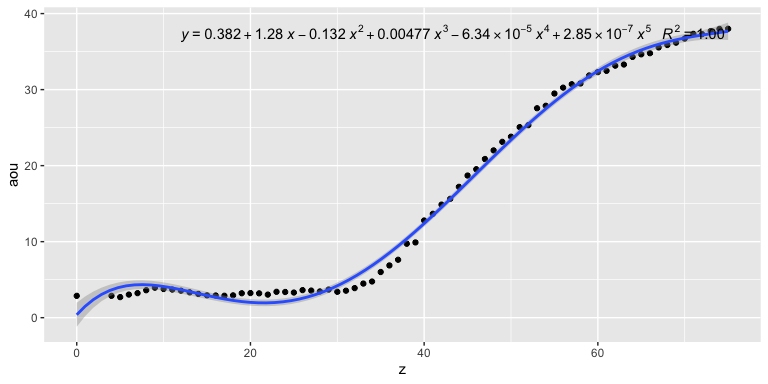 40
y = 0.382 + 1.28 x − 0.132 x² + 0.00477 x³ − 6.34 × 10⁻⁵ x⁴ + 2.85 × 10⁻⁷ x⁵ R² = 1.00
30
aou
20
10
0
0 20 40 60
z